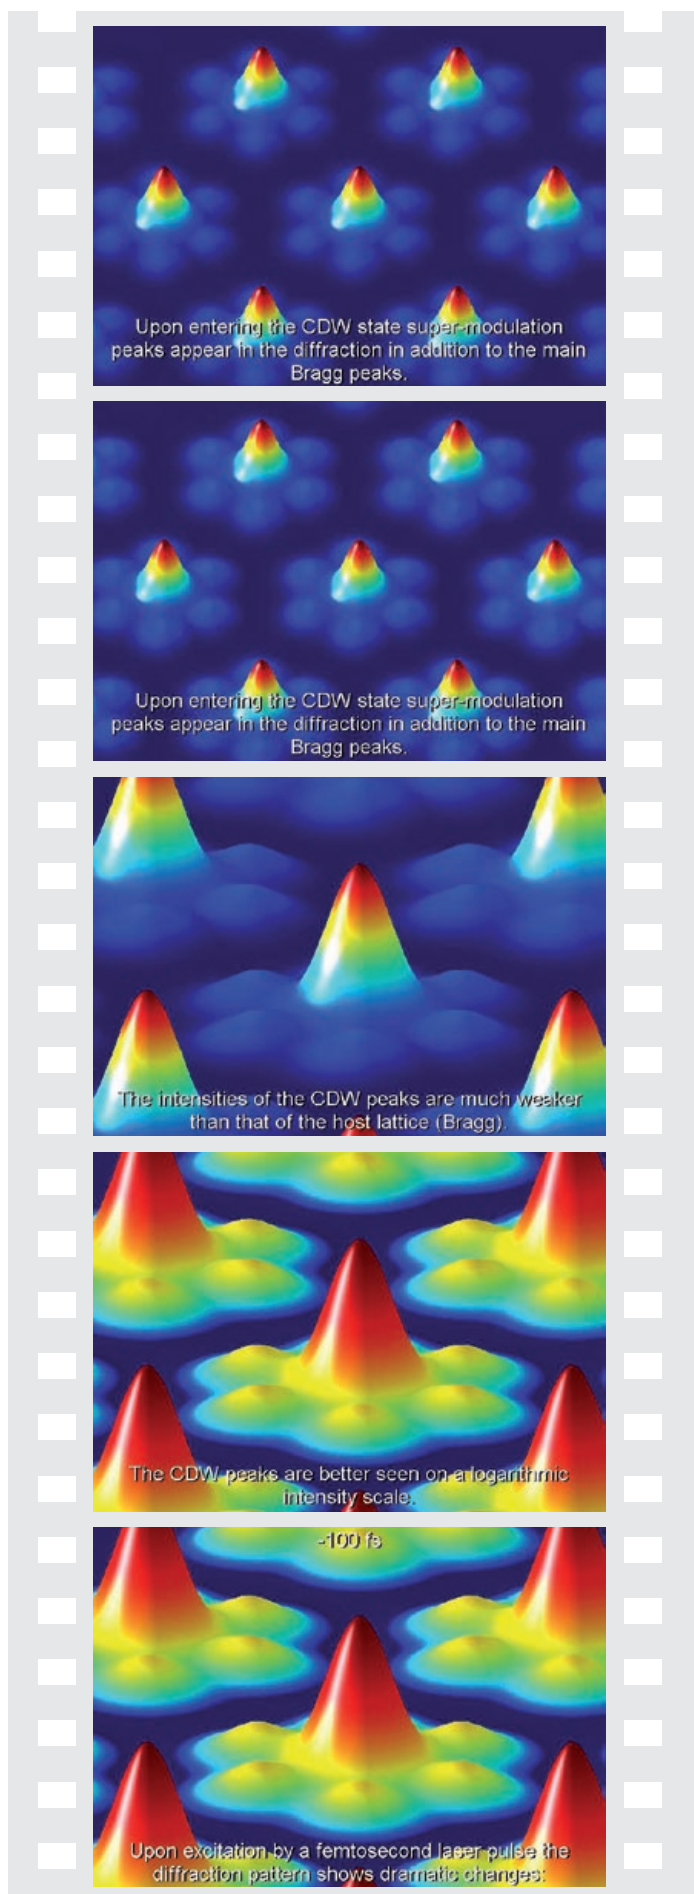 Upon entering the CDW state super-modulation
peaks appear in the diffraction in addition to the main
Bragg peaks.
Upon entering the CDW state super-modulation
peaks appear in the diffraction in addition to the main
Bragg peaks.
The intensities of the CDW peaks are much weaker
than that of the host lattice (Bragg).
The CDW peaks are better seen on a logarithmic
intensity scale.
-100 fs
Upon excitation by a femtosecond laser pulse the
diffraction pattern shows dramatic changes: